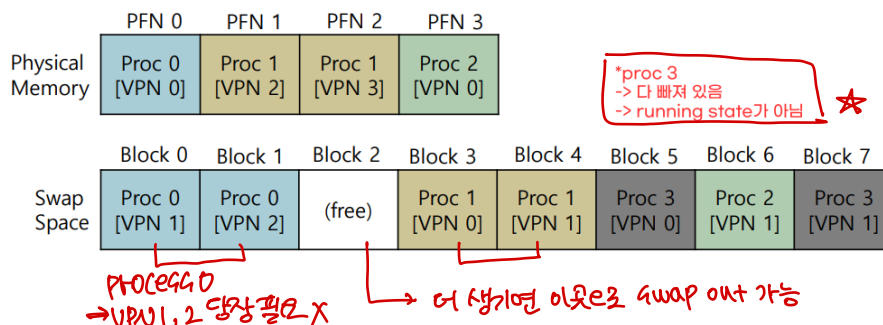 PFN 0 PFN 1 PFN 2 PFN 3
Physical Memory
Proc 0 [VPN 0]
Proc 1 [VPN 2]
Proc 1 [VPN 3]
Proc 2 [VPN 0]
*proc 3
-> 다 빠져 있음
-> running state가 아님
Block 0 Block 1 Block 2 Block 3 Block 4 Block 5 Block 6 Block 7
Swap Space
Proc 0 [VPN 1]
Proc 0 [VPN 2]
(free)
Proc 1 [VPN 0]
Proc 1 [VPN 1]
Proc 3 [VPN 0]
Proc 2 [VPN 1]
Proc 3 [VPN 1]
process 0
→ VPN 1, 2 당장 필요 X
→ 더 생기면 이곳으로 swap out 가능